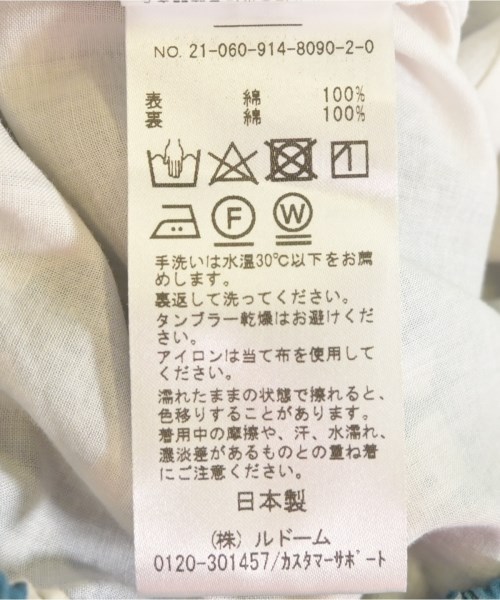 NO. 21-060-914-8090-2-0
表 綿 100%
裏 綿 100%
F W
手洗いは水温30℃以下をお薦
めします。
裏返して洗ってください。
タンブラー乾燥はお避けくだ
さい。
アイロンは当て布を使用して
ください。
濡れたままの状態で擦れると、
色移りすることがあります。
着用中の摩擦や、汗、水濡れ、
濃淡差があるものとの重ね着
にご注意ください。
日本製
(株) ルドーム
0120-301457/カスタマーサポート